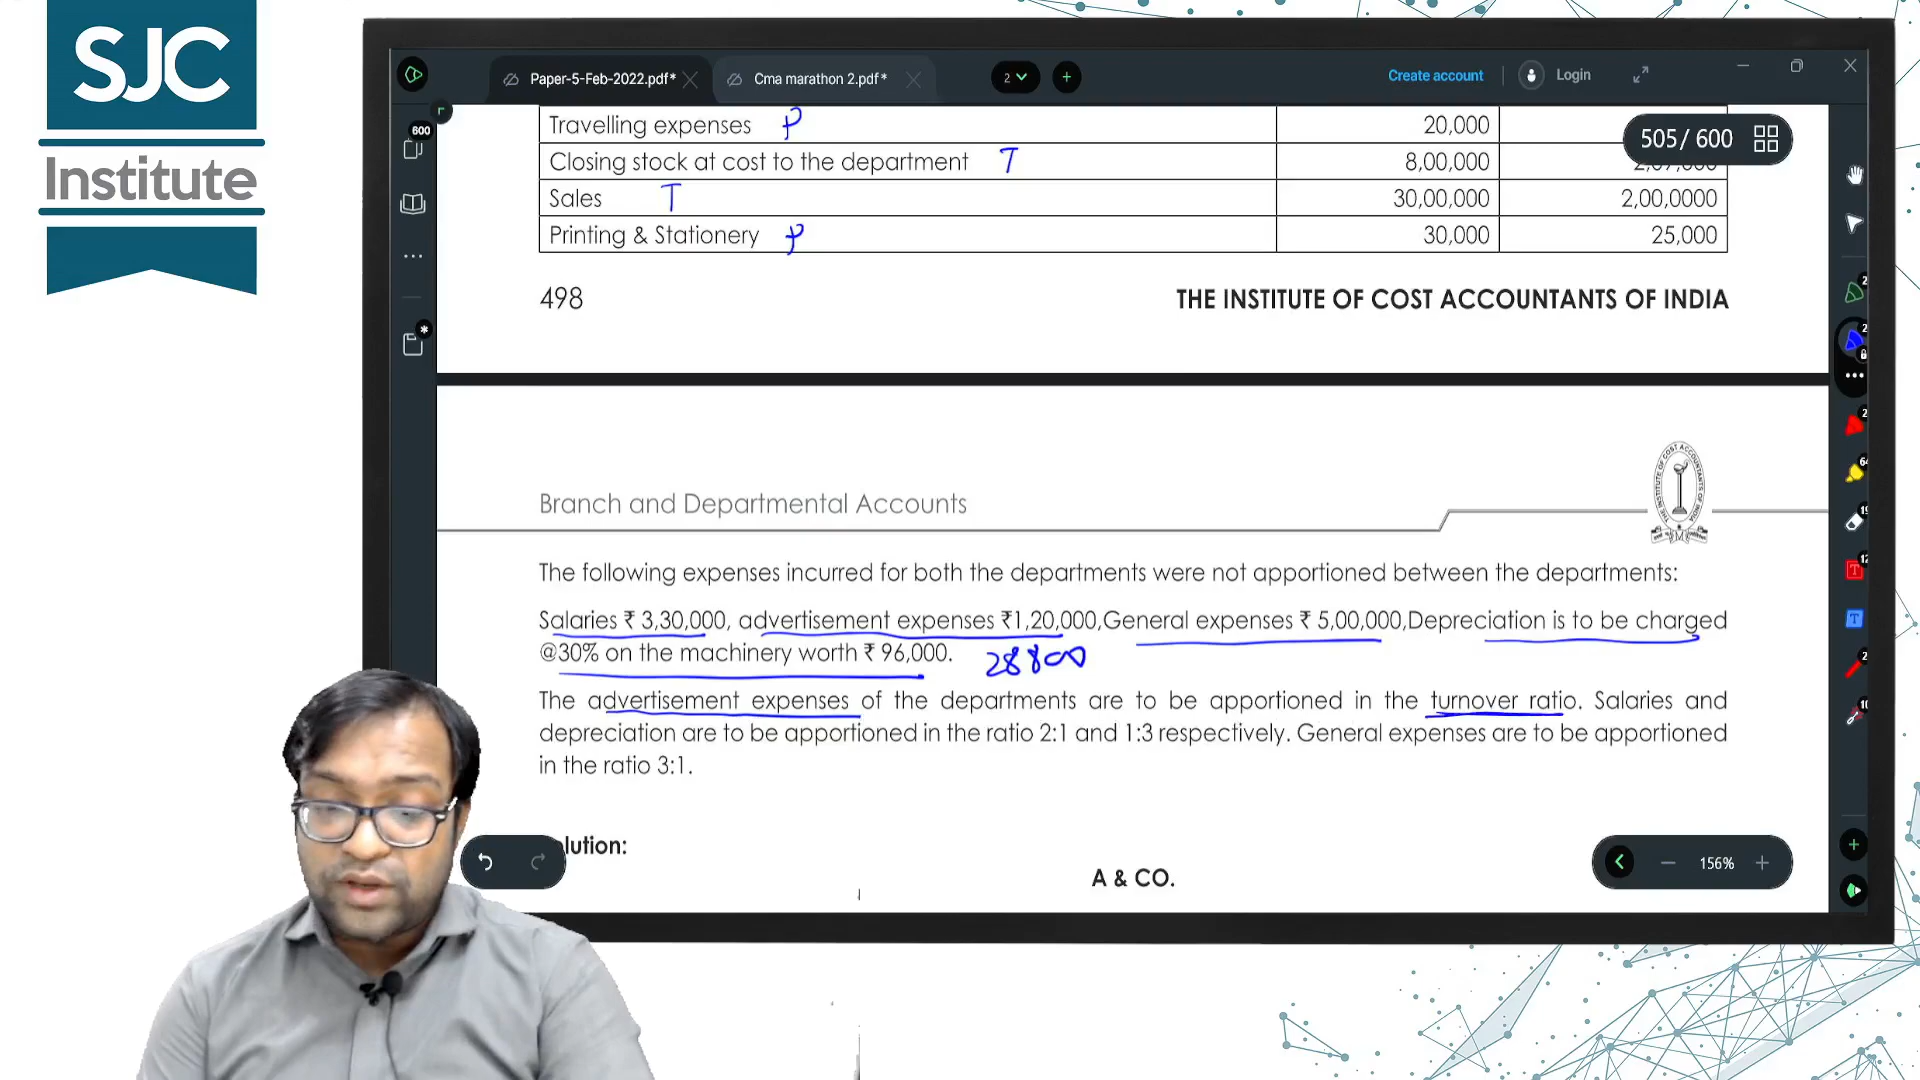 SJC
Institute
Paper-5-Feb-2022.pdf*
Cma marathon 2.pdf*
2
Create account
Login
600
505/ 600
Travelling expenses P 20,000
Closing stock at cost to the department T 8,00,000
Sales T 30,00,000 2,00,0000
Printing & Stationery P 30,000 25,000
498 THE INSTITUTE OF COST ACCOUNTANTS OF INDIA
Branch and Departmental Accounts
The following expenses incurred for both the departments were not apportioned between the departments:
Salaries ₹ 3,30,000, advertisement expenses ₹1,20,000,General expenses ₹ 5,00,000,Depreciation is to be charged
@30% on the machinery worth ₹ 96,000. 28800
The advertisement expenses of the departments are to be apportioned in the turnover ratio. Salaries and
depreciation are to be apportioned in the ratio 2:1 and 1:3 respectively. General expenses are to be apportioned
in the ratio 3:1.
lution:
A & CO.
156%